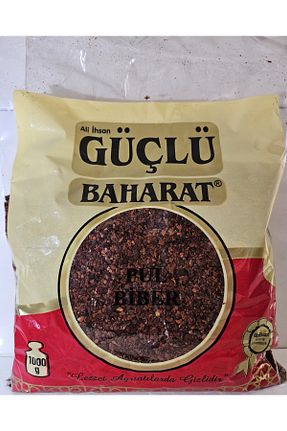 Ali İhsan
GÜÇLÜ
BAHARAT®
PUL
BİBER
1000
g
"Lezzet Ayrıntılarda Gizlidir"